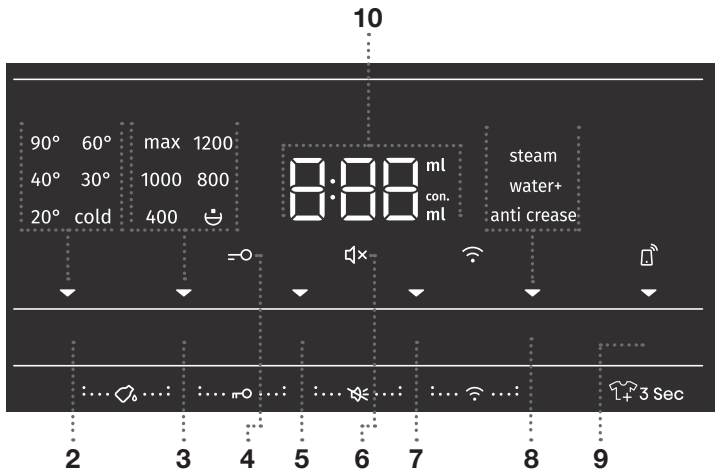 10
90° 60° max 1200 8:88 ml steam
40° 30° 1000 800 con. water+
20° cold 400 ml anti crease
3 Sec
2 3 4 5 6 7 8 9